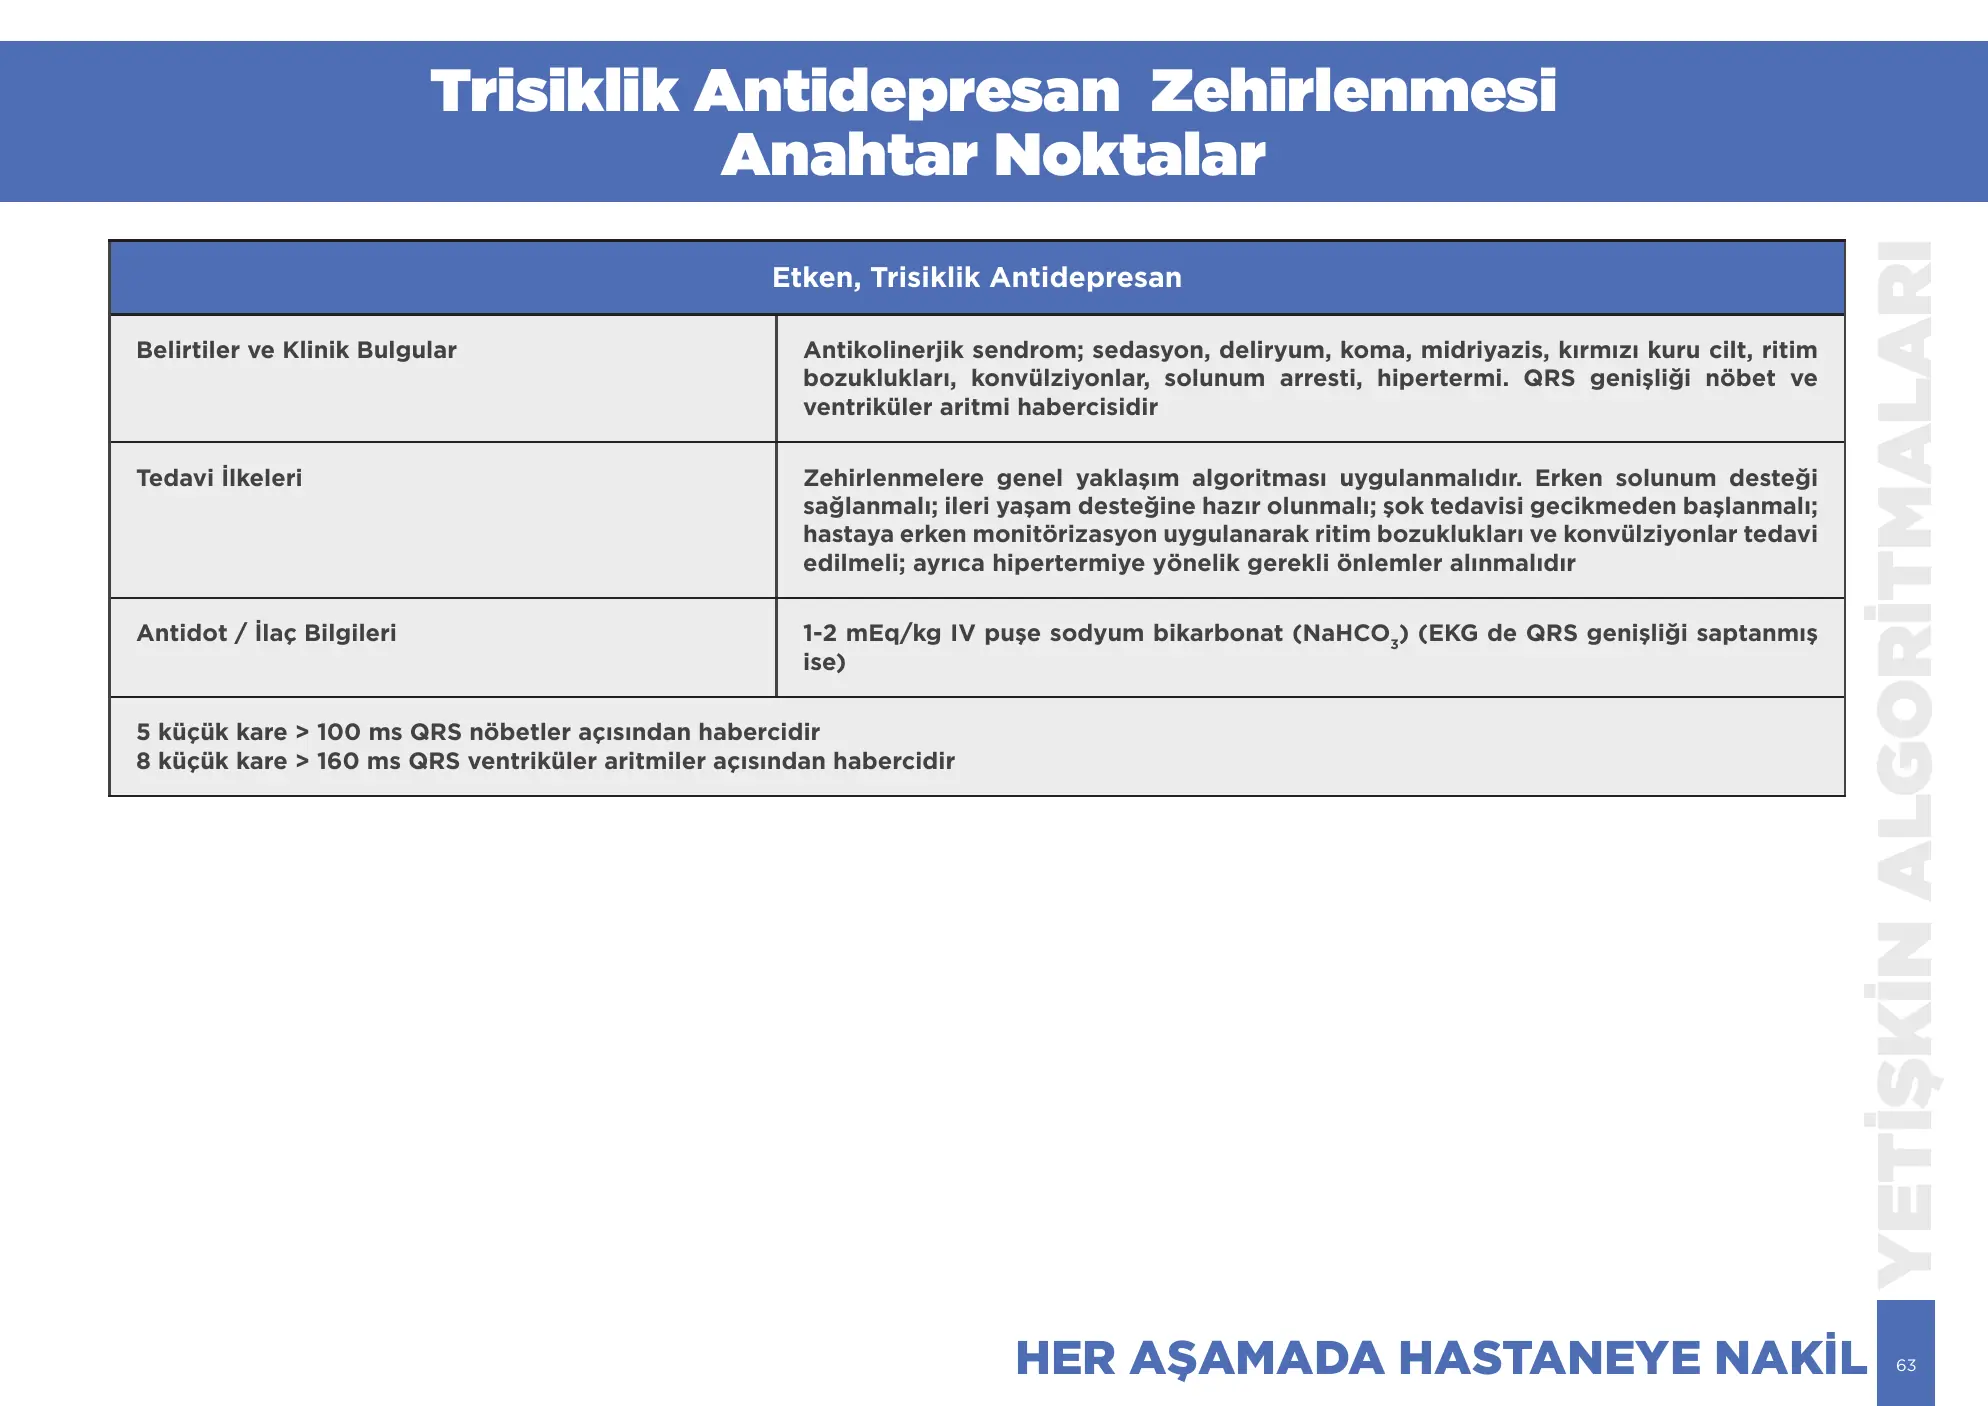 Trisiklik Antidepresan Zehirlenmesi
Anahtar Noktalar
Etken, Trisiklik Antidepresan
Belirtiler ve Klinik Bulgular
Antikolinerjik sendrom; sedasyon, deliryum, koma, midriyazis, kırmızı kuru cilt, ritim
bozuklukları, konvülziyonlar, solunum arresti, hipertermi. QRS genişliği nöbet ve
ventriküler aritmi habercisidir
Tedavi İlkeleri
Zehirlenmelere genel yaklaşım algoritması uygulanmalıdır. Erken solunum desteği
sağlanmalı; ileri yaşam desteğine hazır olunmalı; şok tedavisi gecikmeden başlanmalı;
hastaya erken monitörizasyon uygulanarak ritim bozuklukları ve konvülziyonlar tedavi
edilmeli; ayrıca hipertermiye yönelik gerekli önlemler alınmalıdır
Antidot / İlaç Bilgileri
1-2 mEq/kg IV puşe sodyum bikarbonat (NaHCO₃) (EKG de QRS genişliği saptanmış
ise)
5 küçük kare > 100 ms QRS nöbetler açısından habercidir
8 küçük kare > 160 ms QRS ventriküler aritmiler açısından habercidir
YETİŞKİN ALGORİTMALARI
HER AŞAMADA HASTANEYE NAKİL
63